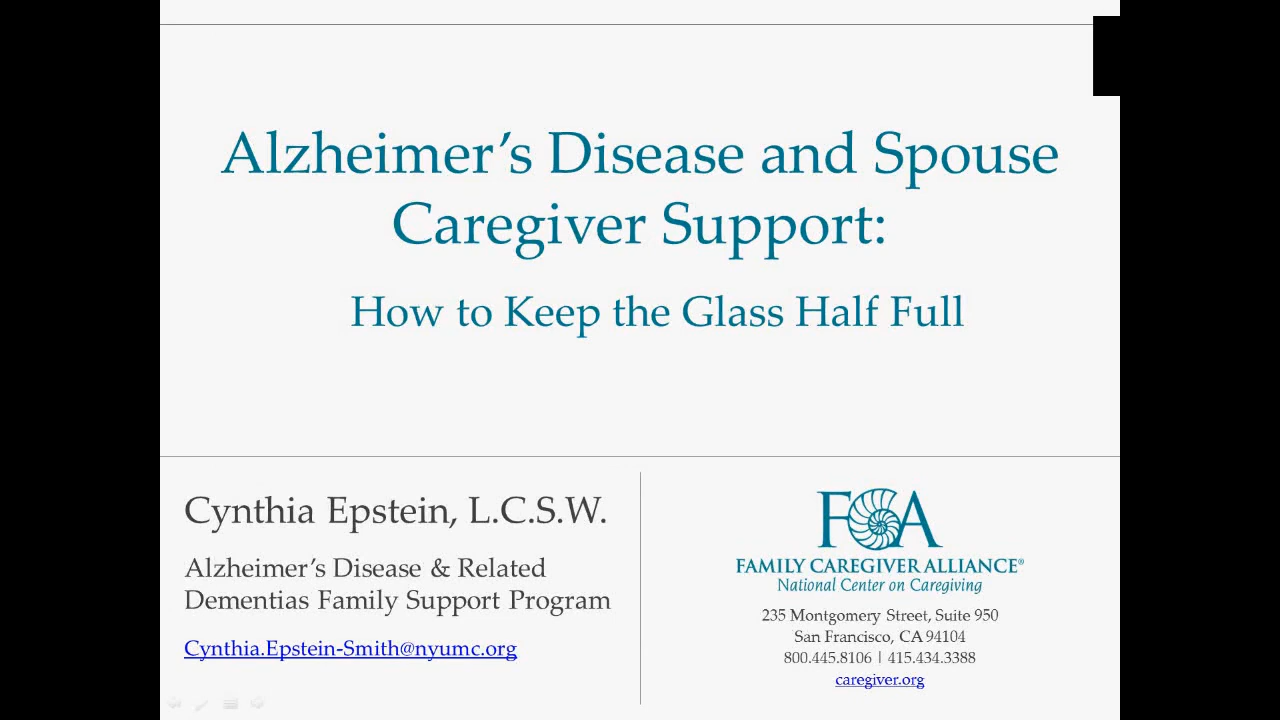 Alzheimer’s Disease and Spouse
Caregiver Support:
How to Keep the Glass Half Full
Cynthia Epstein, L.C.S.W.
Alzheimer’s Disease & Related
Dementias Family Support Program
Cynthia.Epstein-Smith@nyumc.org
FCA
FAMILY CAREGIVER ALLIANCE®
National Center on Caregiving
235 Montgomery Street, Suite 950
San Francisco, CA 94104
800.445.8106 | 415.434.3388
caregiver.org